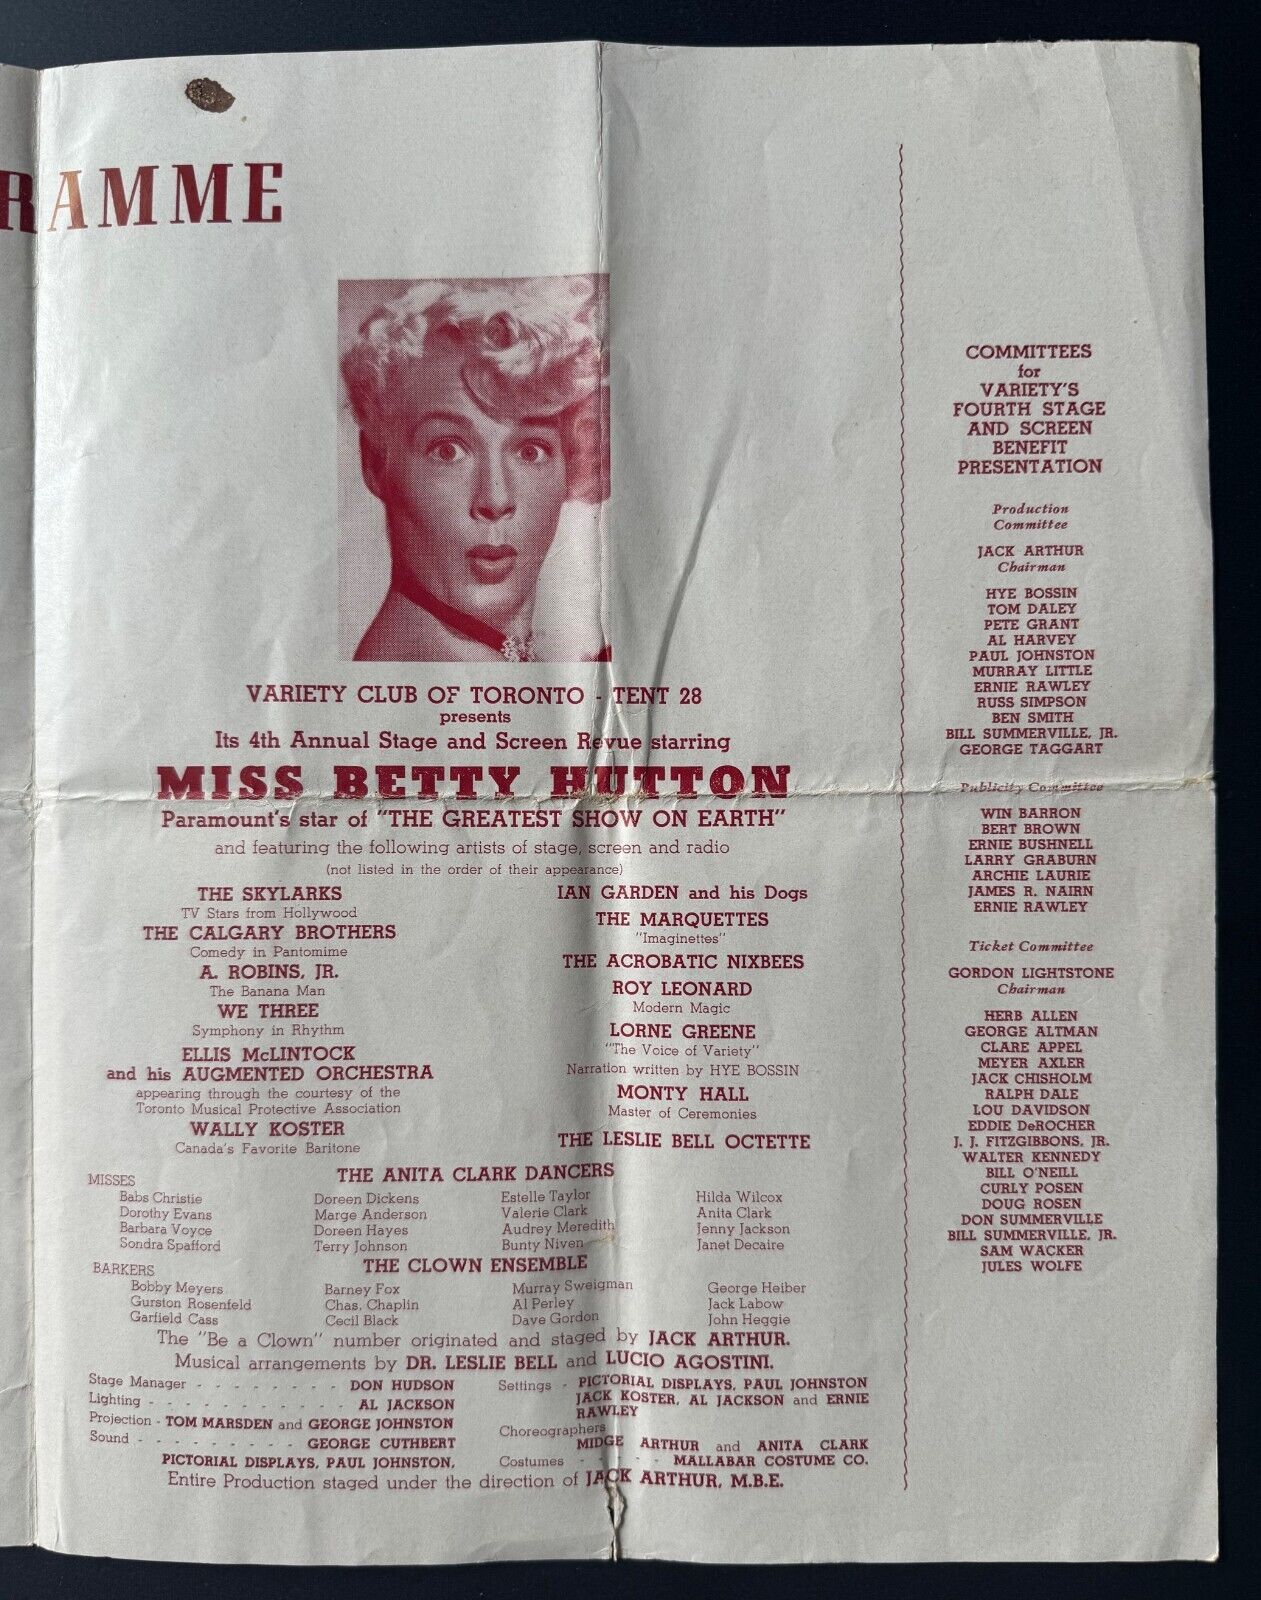 RAMME
VARIETY CLUB OF TORONTO - TENT 28
presents
Its 4th Annual Stage and Screen Revue starring
MISS BETTY HUTTON
Paramount's star of "THE GREATEST SHOW ON EARTH"
and featuring the following artists of stage, screen and radio
(not listed in the order of their appearance)
THE SKYLARKS
TV Stars from Hollywood
THE CALGARY BROTHERS
Comedy in Pantomime
A. ROBINS, JR.
The Banana Man
WE THREE
Symphony in Rhythm
ELLIS McLINTOCK
and his AUGMENTED ORCHESTRA
appearing through the courtesy of the
Toronto Musical Protective Association
WALLY KOSTER
Canada's Favorite Baritone
IAN GARDEN and his Dogs
THE MARQUETTES
"Imaginettes"
THE ACROBATIC NIXBEES
ROY LEONARD
Modern Magic
LORNE GREENE
"The Voice of Variety"
Narration written by HYE BOSSIN
MONTY HALL
Master of Ceremonies
THE LESLIE BELL OCTETTE
THE ANITA CLARK DANCERS
MISSES
Babs Christie Doreen Dickens Estelle Taylor Hilda Wilcox
Dorothy Evans Marge Anderson Valerie Clark Anita Clark
Barbara Voyce Doreen Hayes Audrey Meredith Jenny Jackson
Sondra Spafford Terry Johnson Bunty Niven Janet Decaire
THE CLOWN ENSEMBLE
BARKERS
Bobby Meyers Barney Fox Murray Sweigman George Heiber
Gurston Rosenfeld Chas. Chaplin Al Perley Jack Labow
Garfield Cass Cecil Black Dave Gordon John Heggie
The "Be a Clown" number originated and staged by JACK ARTHUR.
Musical arrangements by DR. LESLIE BELL and LUCIO AGOSTINI.
Stage Manager - - - - - - - - DON HUDSON
Lighting - - - - - - - - - - - AL JACKSON
Projection - TOM MARSDEN and GEORGE JOHNSTON
Sound - - - - - - - - - GEORGE CUTHBERT
PICTORIAL DISPLAYS, PAUL JOHNSTON,
Settings - PICTORIAL DISPLAYS, PAUL JOHNSTON
JACK KOSTER, AL JACKSON and ERNIE
RAWLEY
Choreographers
MIDGE ARTHUR and ANITA CLARK
Costumes - - - - - MALLABAR COSTUME CO.
Entire Production staged under the direction of JACK ARTHUR, M.B.E.
COMMITTEES
for
VARIETY'S
FOURTH STAGE
AND SCREEN
BENEFIT
PRESENTATION
Production
Committee
JACK ARTHUR
Chairman
HYE BOSSIN
TOM DALEY
PETE GRANT
AL HARVEY
PAUL JOHNSTON
MURRAY LITTLE
ERNIE RAWLEY
RUSS SIMPSON
BEN SMITH
BILL SUMMERVILLE, JR.
GEORGE TAGGART
Publicity Committee
WIN BARRON
BERT BROWN
ERNIE BUSHNELL
LARRY GRABURN
ARCHIE LAURIE
JAMES R. NAIRN
ERNIE RAWLEY
Ticket Committee
GORDON LIGHTSTONE
Chairman
HERB ALLEN
GEORGE ALTMAN
CLARE APPEL
MEYER AXLER
JACK CHISHOLM
RALPH DALE
LOU DAVIDSON
EDDIE DeROCHER
J. J. FITZGIBBONS, JR.
WALTER KENNEDY
BILL O'NEILL
CURLY POSEN
DOUG ROSEN
DON SUMMERVILLE
BILL SUMMERVILLE, JR.
SAM WACKER
JULES WOLFE